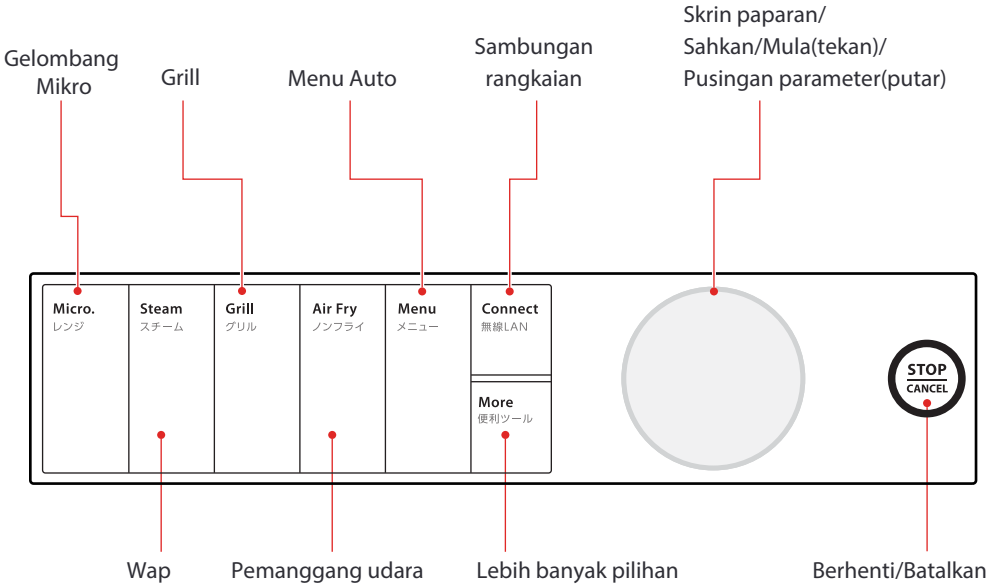 Skrin paparan/
Sahkan/Mula(tekan)/
Pusingan parameter(putar)
Gelombang
Mikro
Grill
Menu Auto
Sambungan
rangkaian
Micro.
レンジ
Steam
スチーム
Grill
グリル
Air Fry
ノンフライ
Menu
メニュー
Connect
無線LAN
More
便利ツール
STOP
CANCEL
Wap
Pemanggang udara
Lebih banyak pilihan
Berhenti/Batalkan